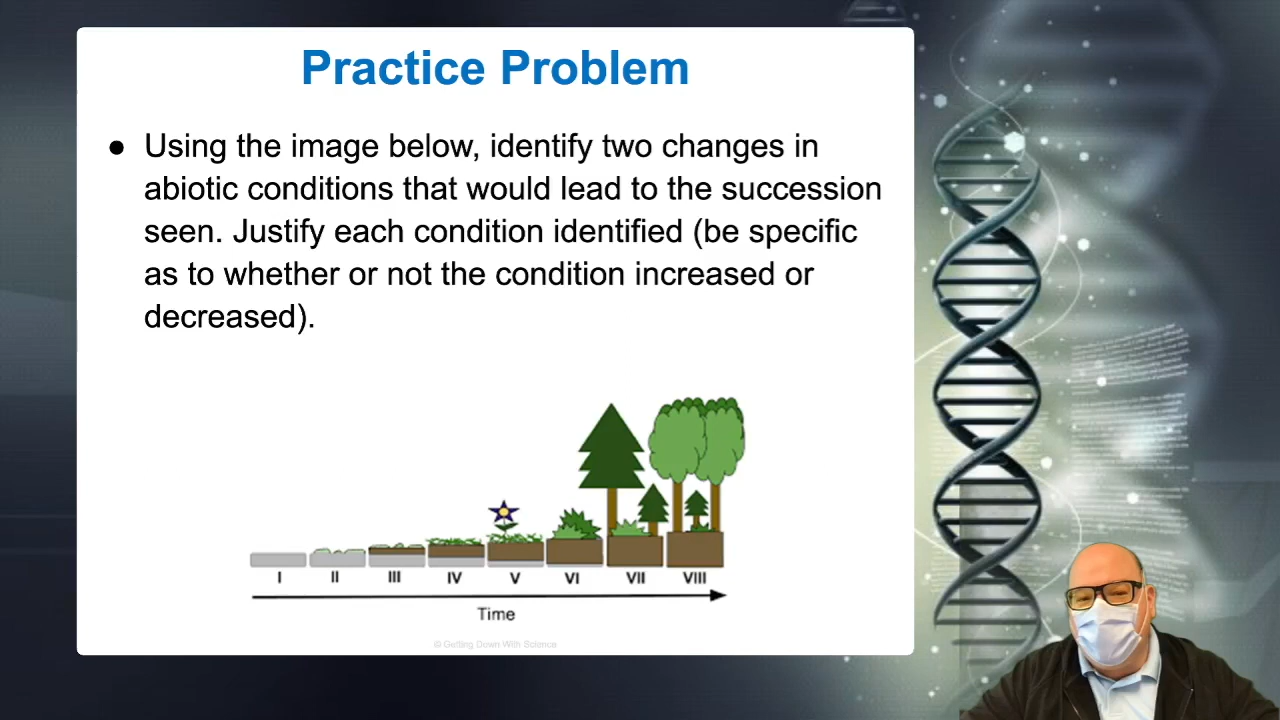 Practice Problem
● Using the image below, identify two changes in
abiotic conditions that would lead to the succession
seen. Justify each condition identified (be specific
as to whether or not the condition increased or
decreased).
I II III IV V VI VII VIII
Time
© Getting Down With Science